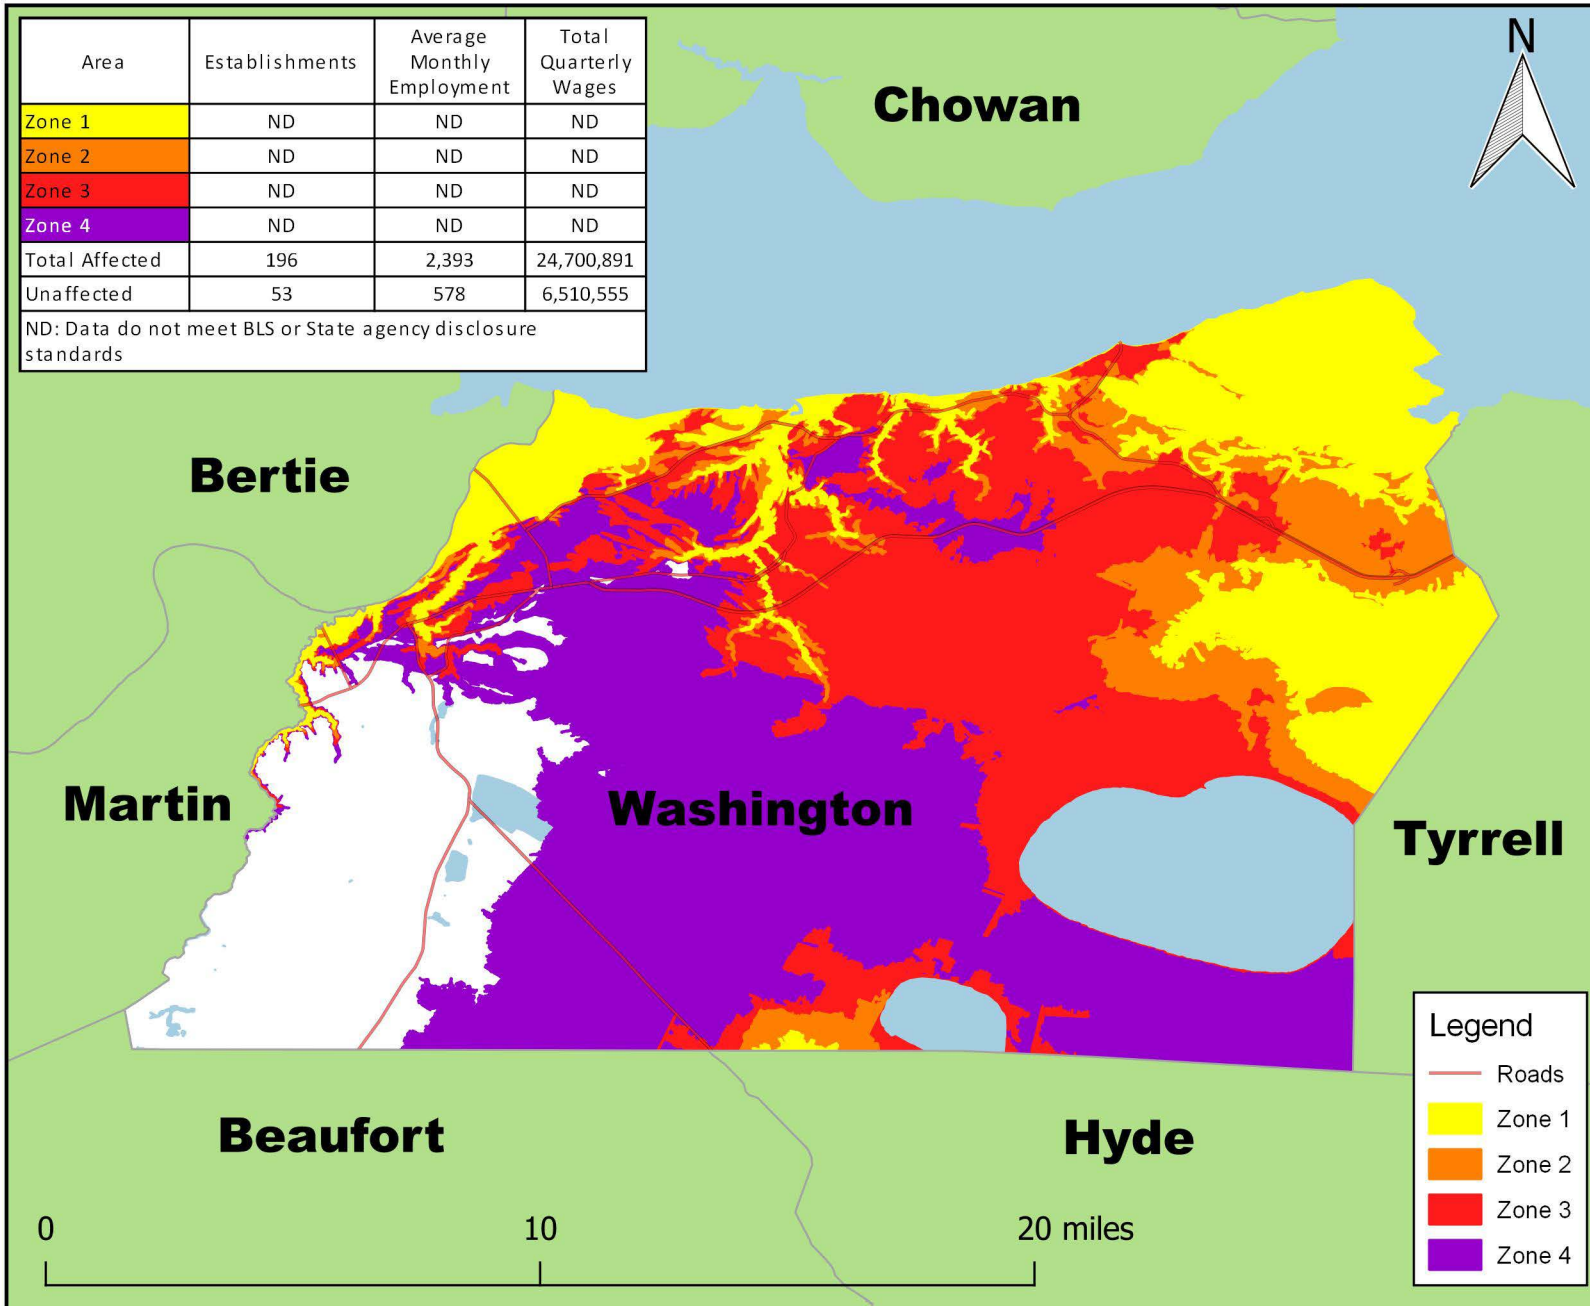 Area Establishments Average Monthly Employment Total Quarterly Wages
Zone 1 ND ND ND
Zone 2 ND ND ND
Zone 3 ND ND ND
Zone 4 ND ND ND
Total Affected 196 2,393 24,700,891
Unaffected 53 578 6,510,555
ND: Data do not meet BLS or State agency disclosure
standards
N
Chowan
Bertie
Martin
Washington
Tyrrell
Beaufort
Hyde
0 10 20 miles
Legend
Roads
Zone 1
Zone 2
Zone 3
Zone 4